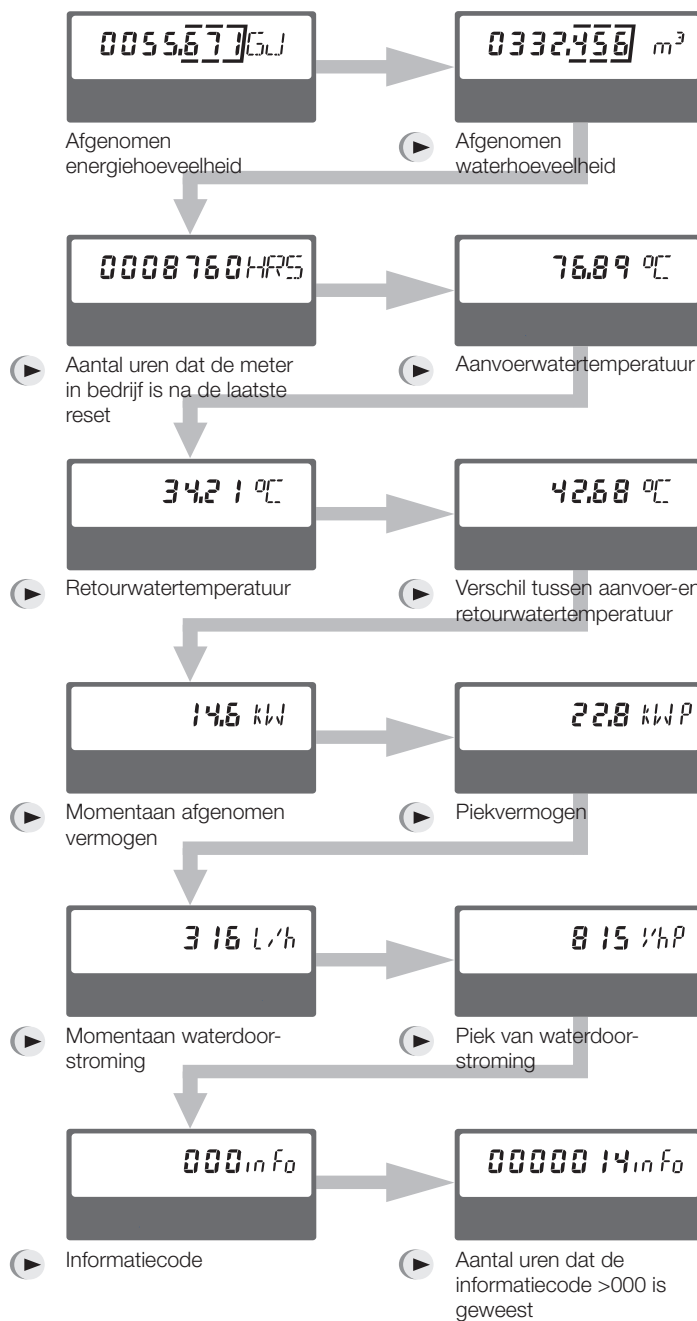 0055.671 GJ
Afgenomen
energiehoeveelheid
0332.456 m³
Afgenomen
waterhoeveelheid
0008760 HRS
Aantal uren dat de meter
in bedrijf is na de laatste
reset
76.89 °C
Aanvoerwatertemperatuur
34.21 °C
Retourwatertemperatuur
42.68 °C
Verschil tussen aanvoer-en
retourwatertemperatuur
14.6 kW
Momentaan afgenomen
vermogen
22.8 kWP
Piekvermogen
316 L/h
Momentaan waterdoor-
stroming
815 l/hP
Piek van waterdoor-
stroming
000 info
Informatiecode
0000014 info
Aantal uren dat de
informatiecode >000 is
geweest